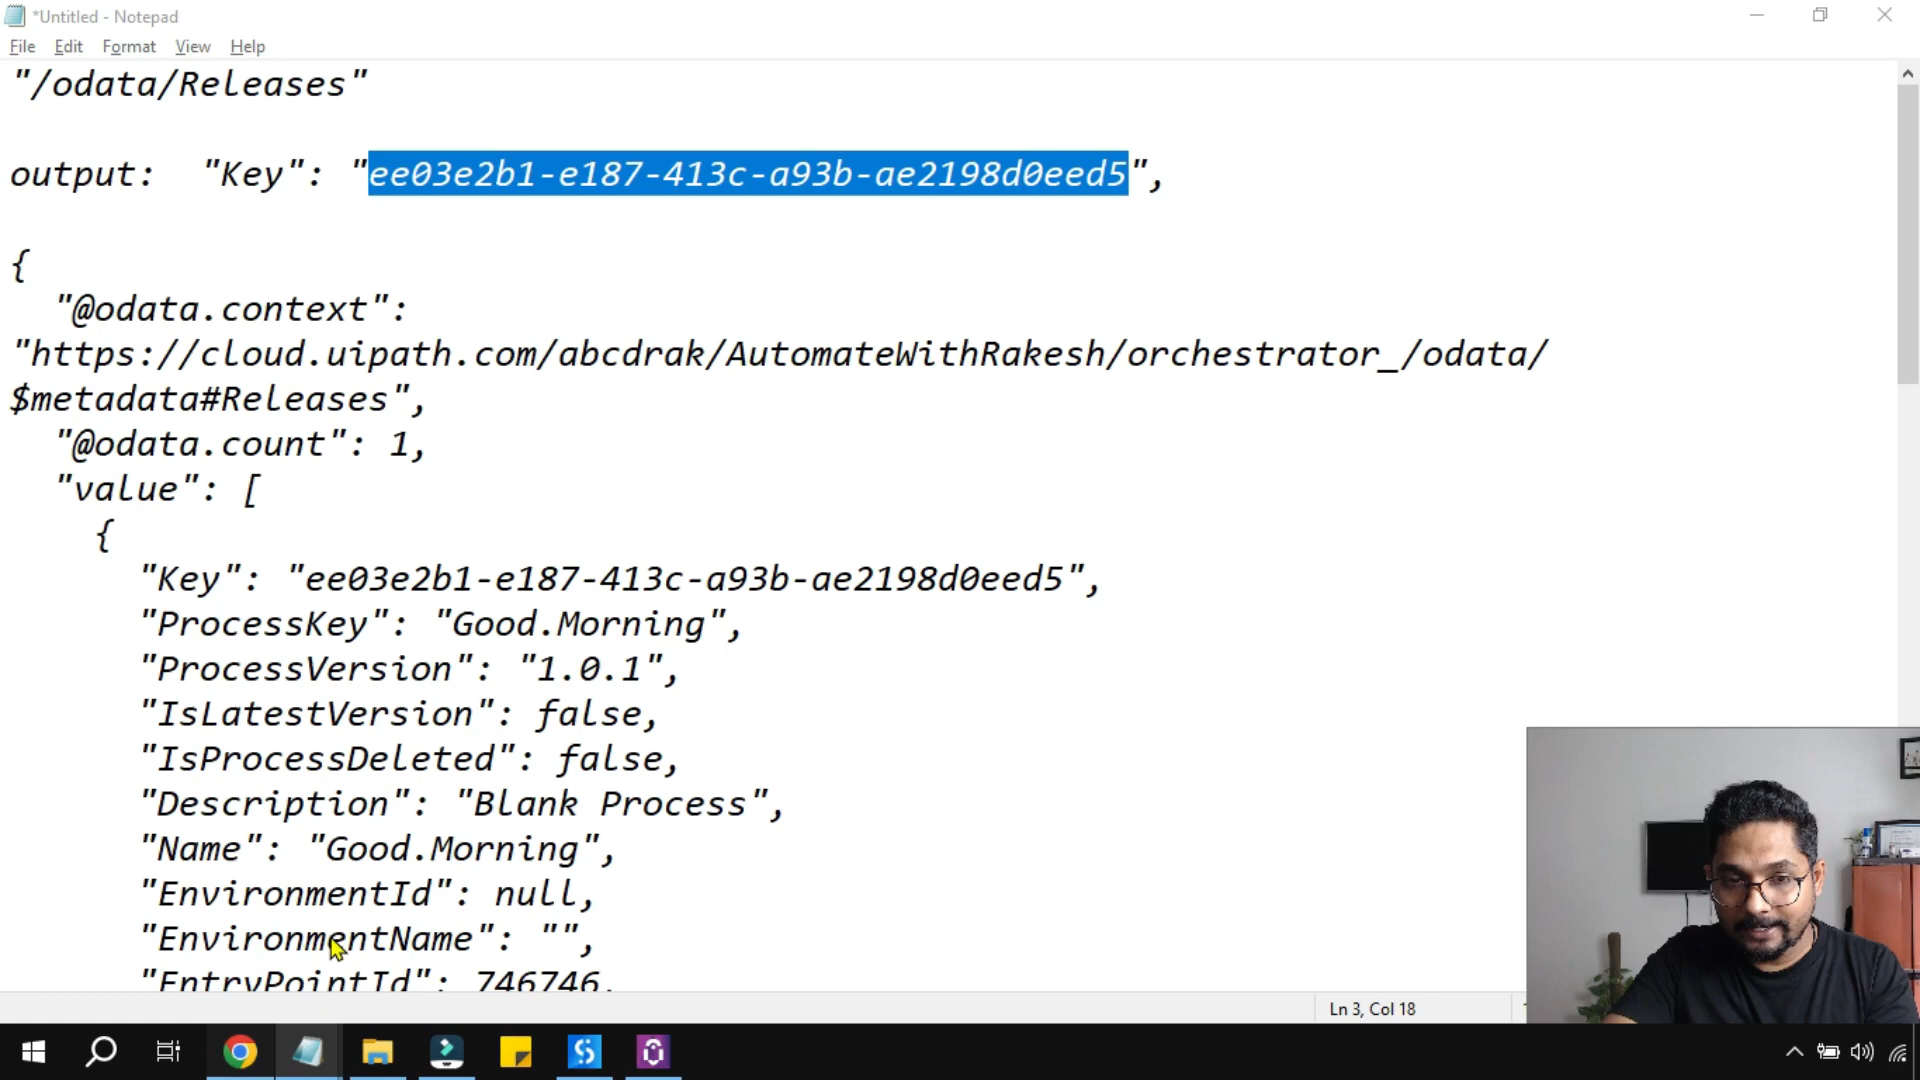 *Untitled - Notepad
File Edit Format View Help
"/odata/Releases"
output:  "Key": "ee03e2b1-e187-413c-a93b-ae2198d0eed5",
{
"@odata.context":
"https://cloud.uipath.com/abcdrak/AutomateWithRakesh/orchestrator_/odata/
$metadata#Releases",
"@odata.count": 1,
"value": [
{
"Key": "ee03e2b1-e187-413c-a93b-ae2198d0eed5",
"ProcessKey": "Good.Morning",
"ProcessVersion": "1.0.1",
"IsLatestVersion": false,
"IsProcessDeleted": false,
"Description": "Blank Process",
"Name": "Good.Morning",
"EnvironmentId": null,
"EnvironmentName": "",
"EntryPointId": 746746,
Ln 3, Col 18